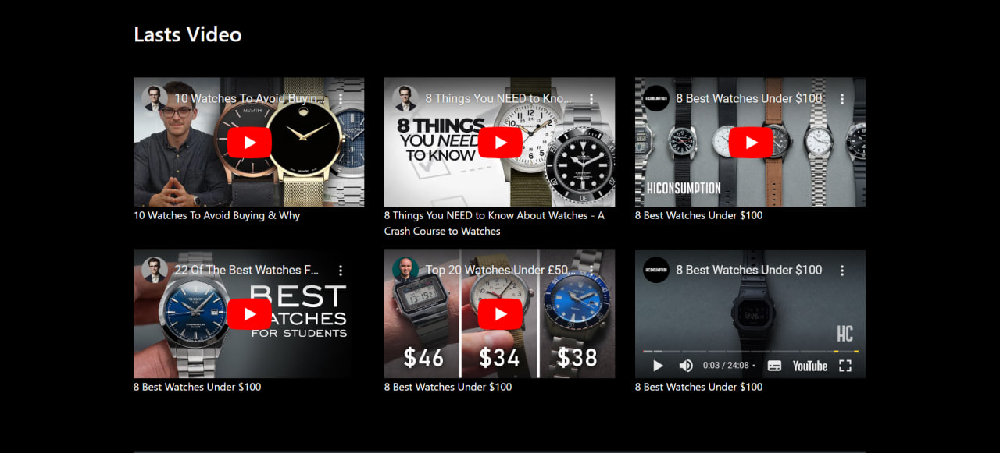 Lasts Video
10 Watches To Avoid Buyin...
MVMTH
10 Watches To Avoid Buying & Why
8 Things You NEED to Kno...
8 THINGS
YOU NEED
TO KNOW
8 Things You NEED to Know About Watches - A
Crash Course to Watches
HICONSUMPTION
8 Best Watches Under $100
HICONSUMPTION
8 Best Watches Under $100
22 Of The Best Watches F...
TISSOT
BEST
WATCHES
FOR STUDENTS
8 Best Watches Under $100
Top 20 Watches Under £50...
$46
$34
$38
8 Best Watches Under $100
HICONSUMPTION
8 Best Watches Under $100
HC
0:03 / 24:08 •
YouTube
8 Best Watches Under $100